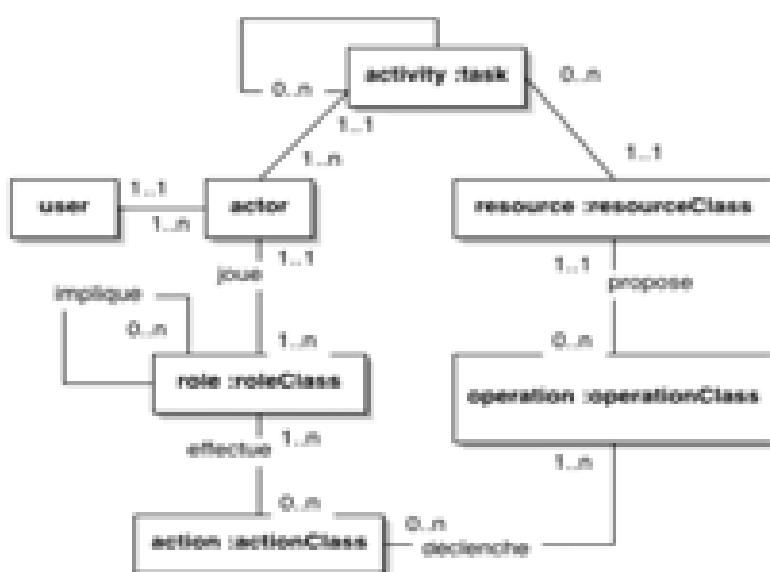 activity :task
0..n
0..n
1..1
1..n
1..1
user
1..1
1..n
actor
resource :resourceClass
joue
1..1
1..1
propose
implique
0..n
1..n
0..n
role :roleClass
operation :operationClass
effectue
1..n
1..n
0..n
action :actionClass
0..n
declenche